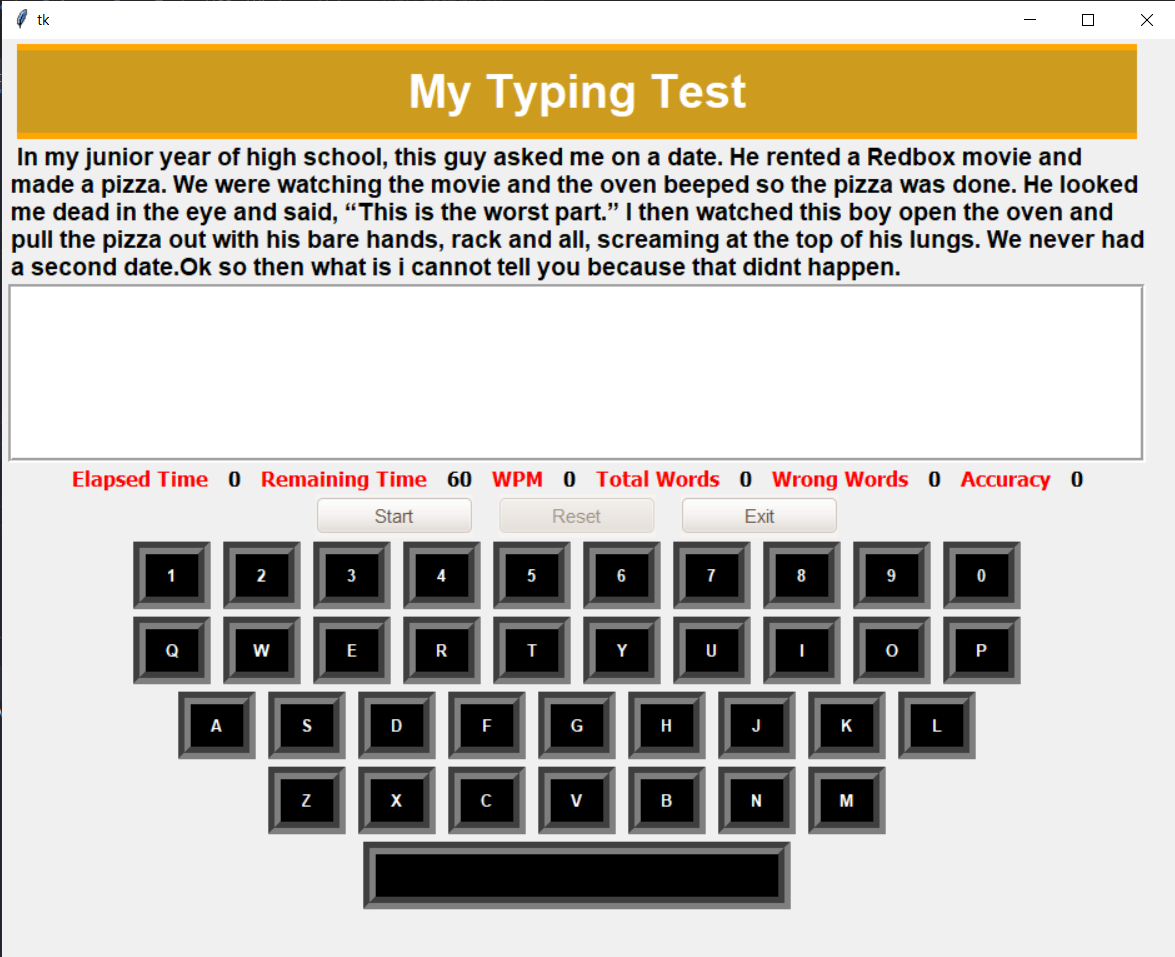 tk
My Typing Test
In my junior year of high school, this guy asked me on a date. He rented a Redbox movie and
made a pizza. We were watching the movie and the oven beeped so the pizza was done. He looked
me dead in the eye and said, “This is the worst part.” I then watched this boy open the oven and
pull the pizza out with his bare hands, rack and all, screaming at the top of his lungs. We never had
a second date.Ok so then what is i cannot tell you because that didnt happen.
Elapsed Time 0 Remaining Time 60 WPM 0 Total Words 0 Wrong Words 0 Accuracy 0
Start Reset Exit
1 2 3 4 5 6 7 8 9 0
Q W E R T Y U I O P
A S D F G H J K L
Z X C V B N M